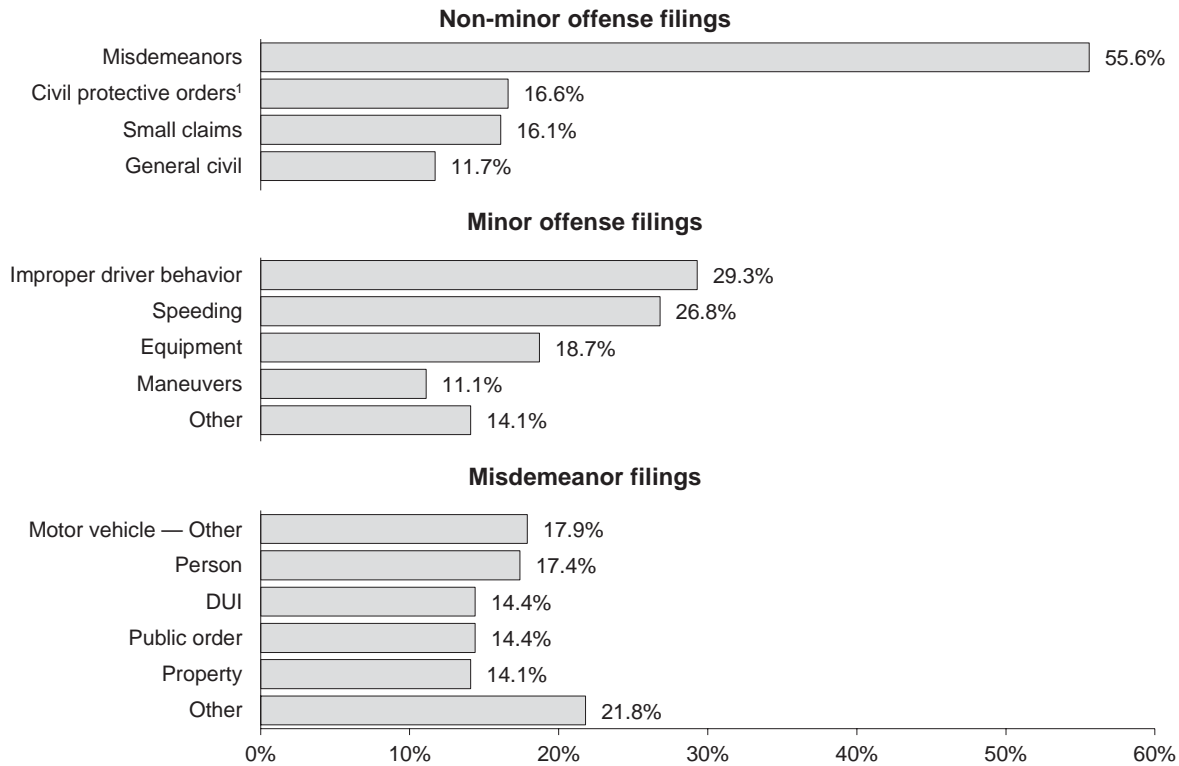 Non-minor offense filings
Misdemeanors 55.6%
Civil protective orders¹ 16.6%
Small claims 16.1%
General civil 11.7%
Minor offense filings
Improper driver behavior 29.3%
Speeding 26.8%
Equipment 18.7%
Maneuvers 11.1%
Other 14.1%
Misdemeanor filings
Motor vehicle — Other 17.9%
Person 17.4%
DUI 14.4%
Public order 14.4%
Property 14.1%
Other 21.8%
0% 10% 20% 30% 40% 50% 60%